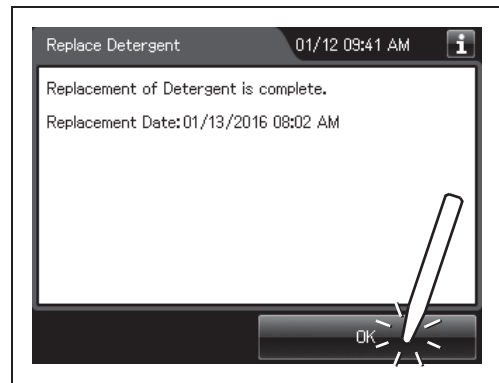 Replace Detergent 01/12 09:41 AM i
Replacement of Detergent is complete.
Replacement Date:01/13/2016 08:02 AM
OK